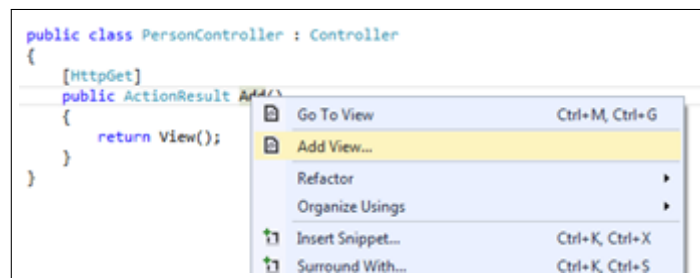 public class PersonController : Controller
{
[HttpGet]
public ActionResult Add()
{
return View();
}
}
Go To View Ctrl+M, Ctrl+G
Add View...
Refactor
Organize Usings
Insert Snippet... Ctrl+K, Ctrl+X
Surround With... Ctrl+K, Ctrl+S